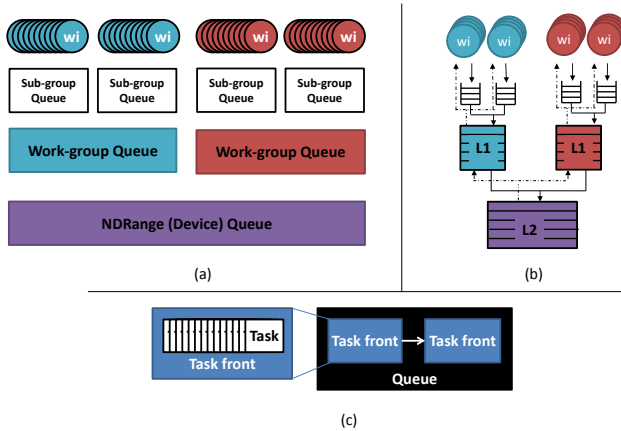 wi wi wi wi
Sub-group Queue Sub-group Queue Sub-group Queue Sub-group Queue
Work-group Queue Work-group Queue
NDRange (Device) Queue
(a)
wi wi wi wi
L1 L1
L2
(b)
Task
Task front
Task front Task front
Queue
(c)